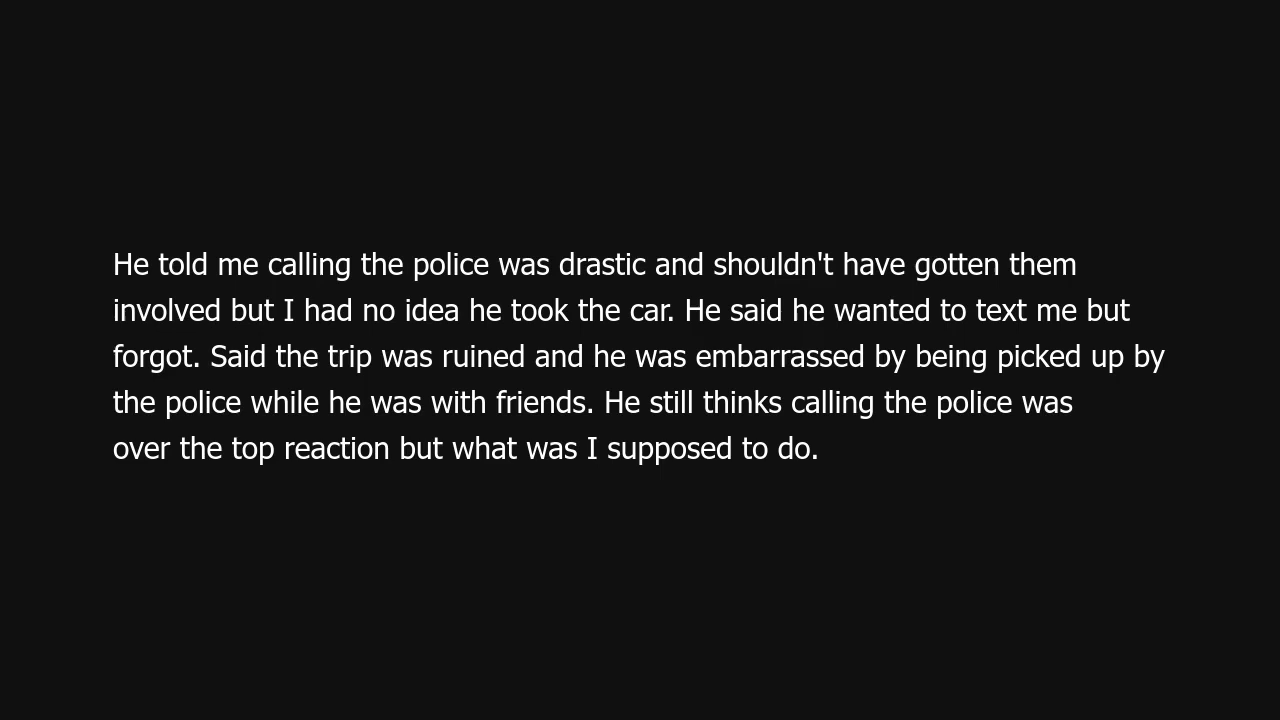 He told me calling the police was drastic and shouldn't have gotten them
involved but I had no idea he took the car. He said he wanted to text me but
forgot. Said the trip was ruined and he was embarrassed by being picked up by
the police while he was with friends. He still thinks calling the police was
over the top reaction but what was I supposed to do.